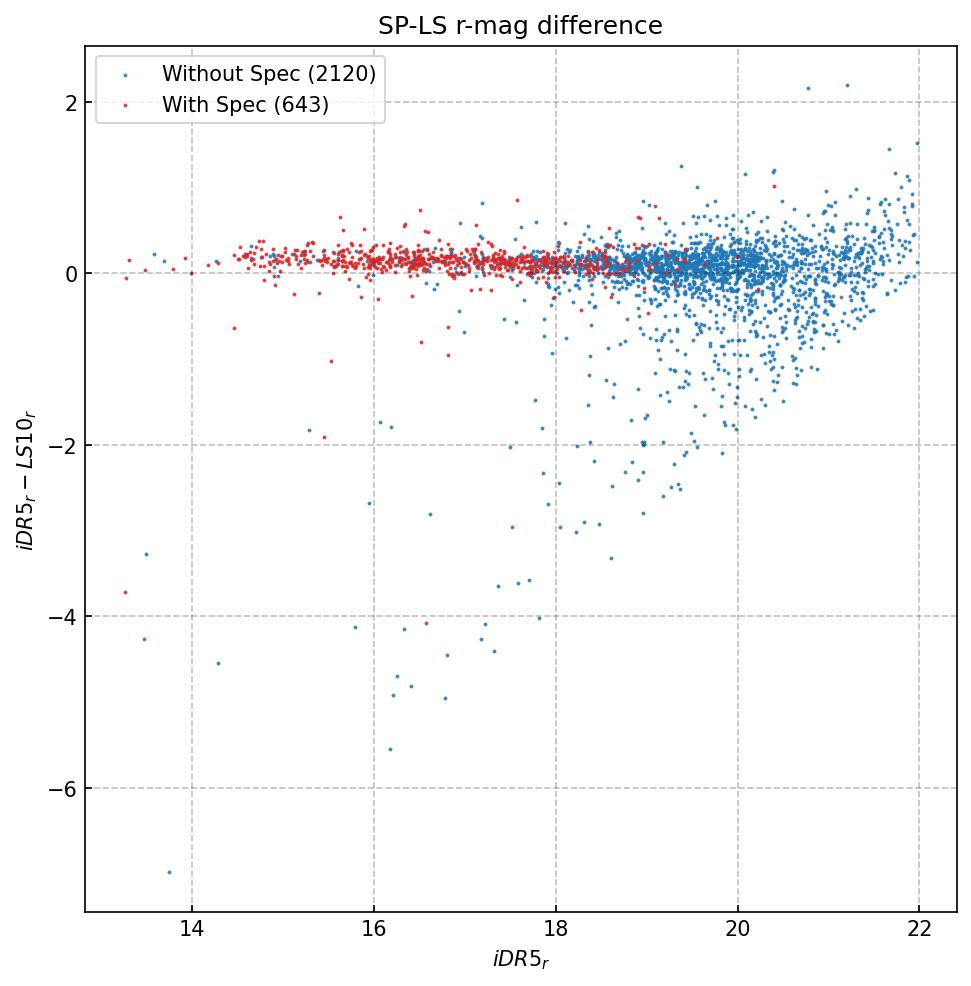 SP-LS r-mag difference
Without Spec (2120)
With Spec (643)
2
0
−2
−4
−6
iDR5r − LS10r
14
16
18
20
22
iDR5r